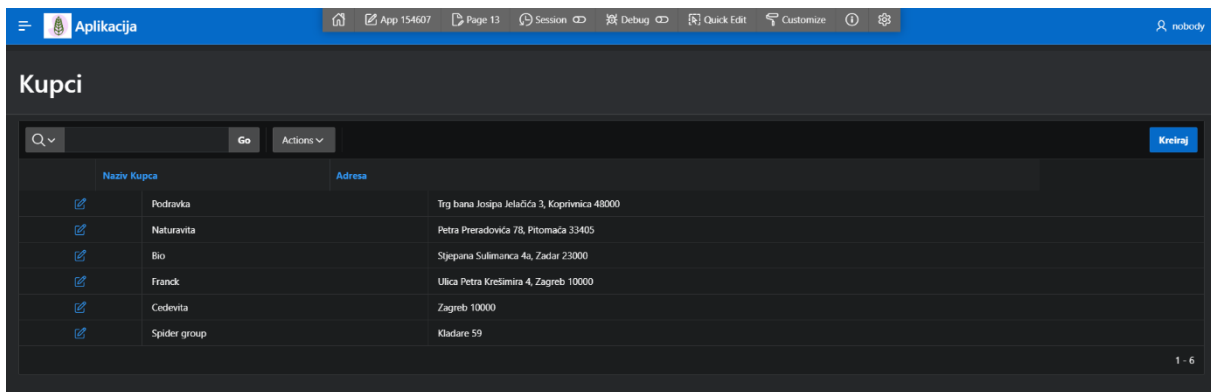 Aplikacija App 154607 Page 13 Session Debug Quick Edit Customize nobody
Kupci
Go Actions Kreiraj
Naziv Kupca Adresa
Podravka Trg bana Josipa Jelačića 3, Koprivnica 48000
Naturavita Petra Preradovića 78, Pitomača 33405
Bio Stjepana Sulimanca 4a, Zadar 23000
Franck Ulica Petra Krešimira 4, Zagreb 10000
Cedevita Zagreb 10000
Spider group Kladare 59
1 - 6